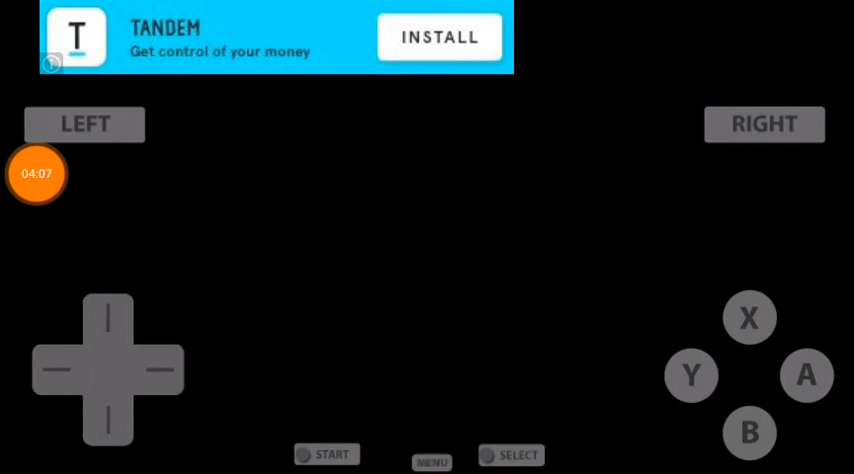 T
TANDEM
Get control of your money
INSTALL
LEFT
RIGHT
04:07
X
Y
A
B
START
MENU
SELECT